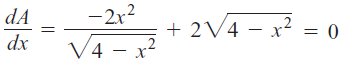 dA/dx = -2x²/√(4 − x²) + 2√(4 − x²) = 0